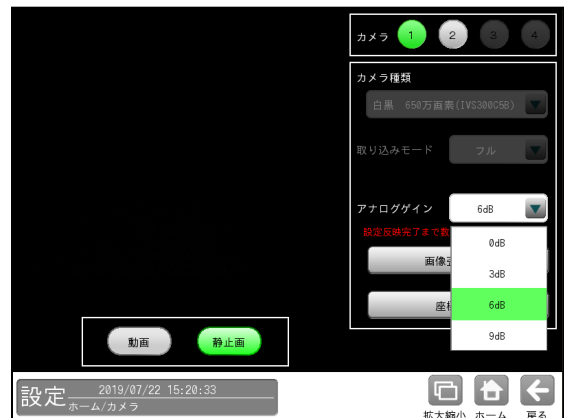 カメラ 1 2 3 4
カメラ種類
白黒 650万画素(IVS300C5B)
取り込みモード フル
アナログゲイン 6dB
設定反映完了まで数
0dB
画像
3dB
座
6dB
9dB
動画 静止画
設定 2019/07/22 15:20:33
ホーム/カメラ
拡大縮小 ホーム 戻る